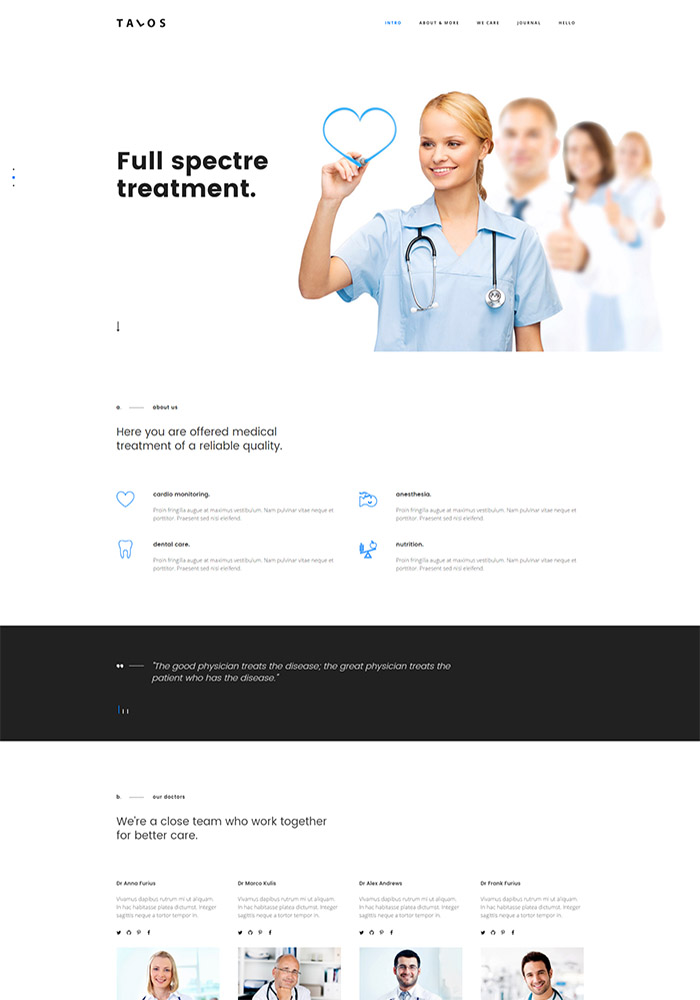 TALOS
INTRO ABOUT & MORE WE CARE JOURNAL HELLO
Full spectre
treatment.
a. about us
Here you are offered medical
treatment of a reliable quality.
cardio monitoring.
Proin fringilla augue at maximus vestibulum. Nam pulvinar vitae neque et
porttitor. Praesent sed nisi eleifend.
anesthesia.
Proin fringilla augue at maximus vestibulum. Nam pulvinar vitae neque et
porttitor. Praesent sed nisi eleifend.
dental care.
Proin fringilla augue at maximus vestibulum. Nam pulvinar vitae neque et
porttitor. Praesent sed nisi eleifend.
nutrition.
Proin fringilla augue at maximus vestibulum. Nam pulvinar vitae neque et
porttitor. Praesent sed nisi eleifend.
"The good physician treats the disease; the great physician treats the
patient who has the disease."
b. our doctors
We're a close team who work together
for better care.
Dr Anna Furius
Vivamus dapibus rutrum mi ut aliquam.
In hac habitasse platea dictumst. Integer
sagittis neque a tortor tempor in.
Dr Marco Kulis
Vivamus dapibus rutrum mi ut aliquam.
In hac habitasse platea dictumst. Integer
sagittis neque a tortor tempor in.
Dr Alex Andrews
Vivamus dapibus rutrum mi ut aliquam.
In hac habitasse platea dictumst. Integer
sagittis neque a tortor tempor in.
Dr Frank Furius
Vivamus dapibus rutrum mi ut aliquam.
In hac habitasse platea dictumst. Integer
sagittis neque a tortor tempor in.